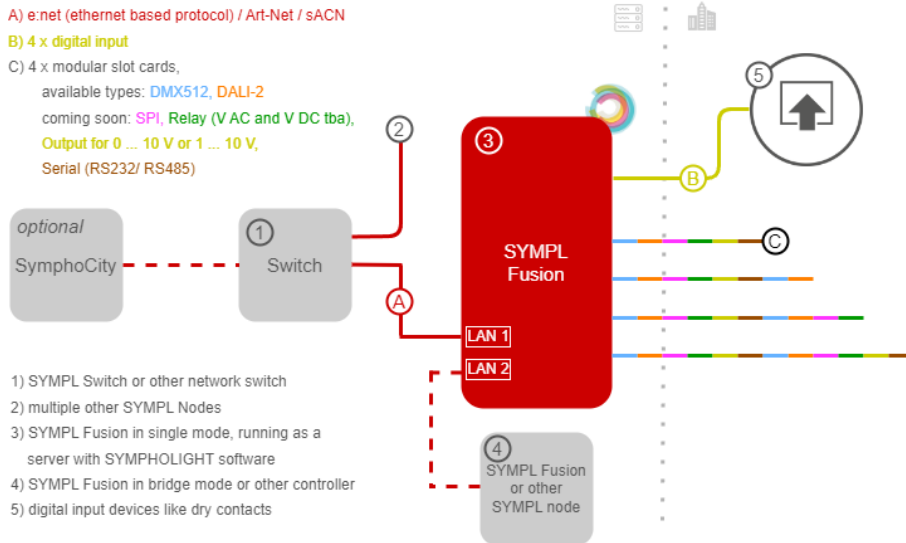 A) e:net (ethernet based protocol) / Art-Net / sACN
B) 4 x digital input
C) 4 x modular slot cards,
available types: DMX512, DALI-2
coming soon: SPI, Relay (V AC and V DC tba),
Output for 0 ... 10 V or 1 ... 10 V,
Serial (RS232/ RS485)
5
2
3
B
optional
SymphoCity
1
Switch
SYMPL
Fusion
C
A
LAN 1
LAN 2
1) SYMPL Switch or other network switch
2) multiple other SYMPL Nodes
3) SYMPL Fusion in single mode, running as a
server with SYMPHOLIGHT software
4) SYMPL Fusion in bridge mode or other controller
5) digital input devices like dry contacts
4
SYMPL Fusion
or other
SYMPL node